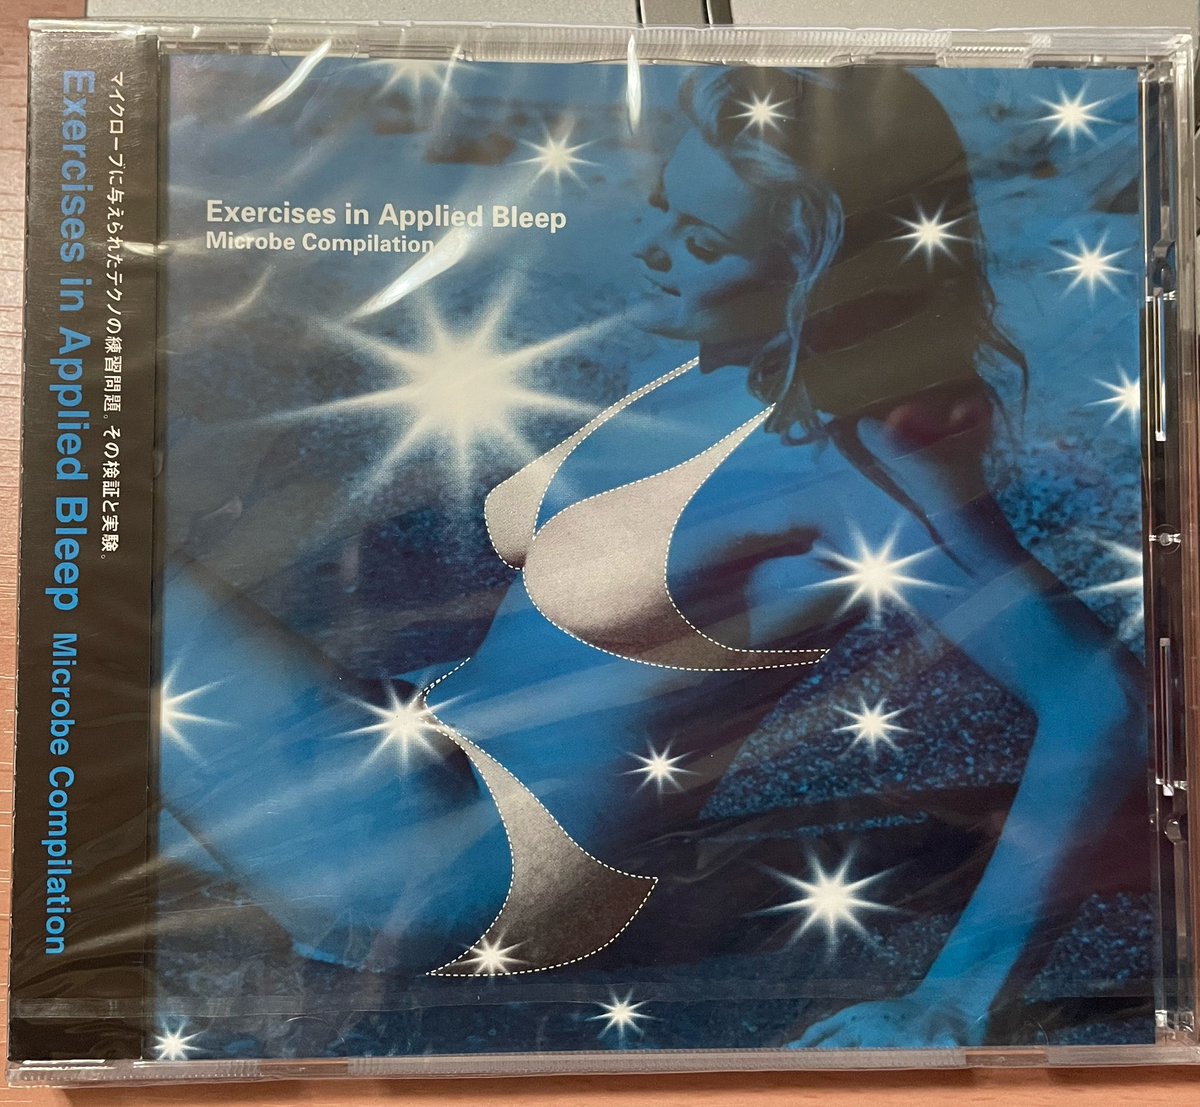 マイクローブに与えられたテクノの練習問題。その検証と実験。
Exercises in Applied Bleep Microbe Compilation
Exercises in Applied Bleep
Microbe Compilation